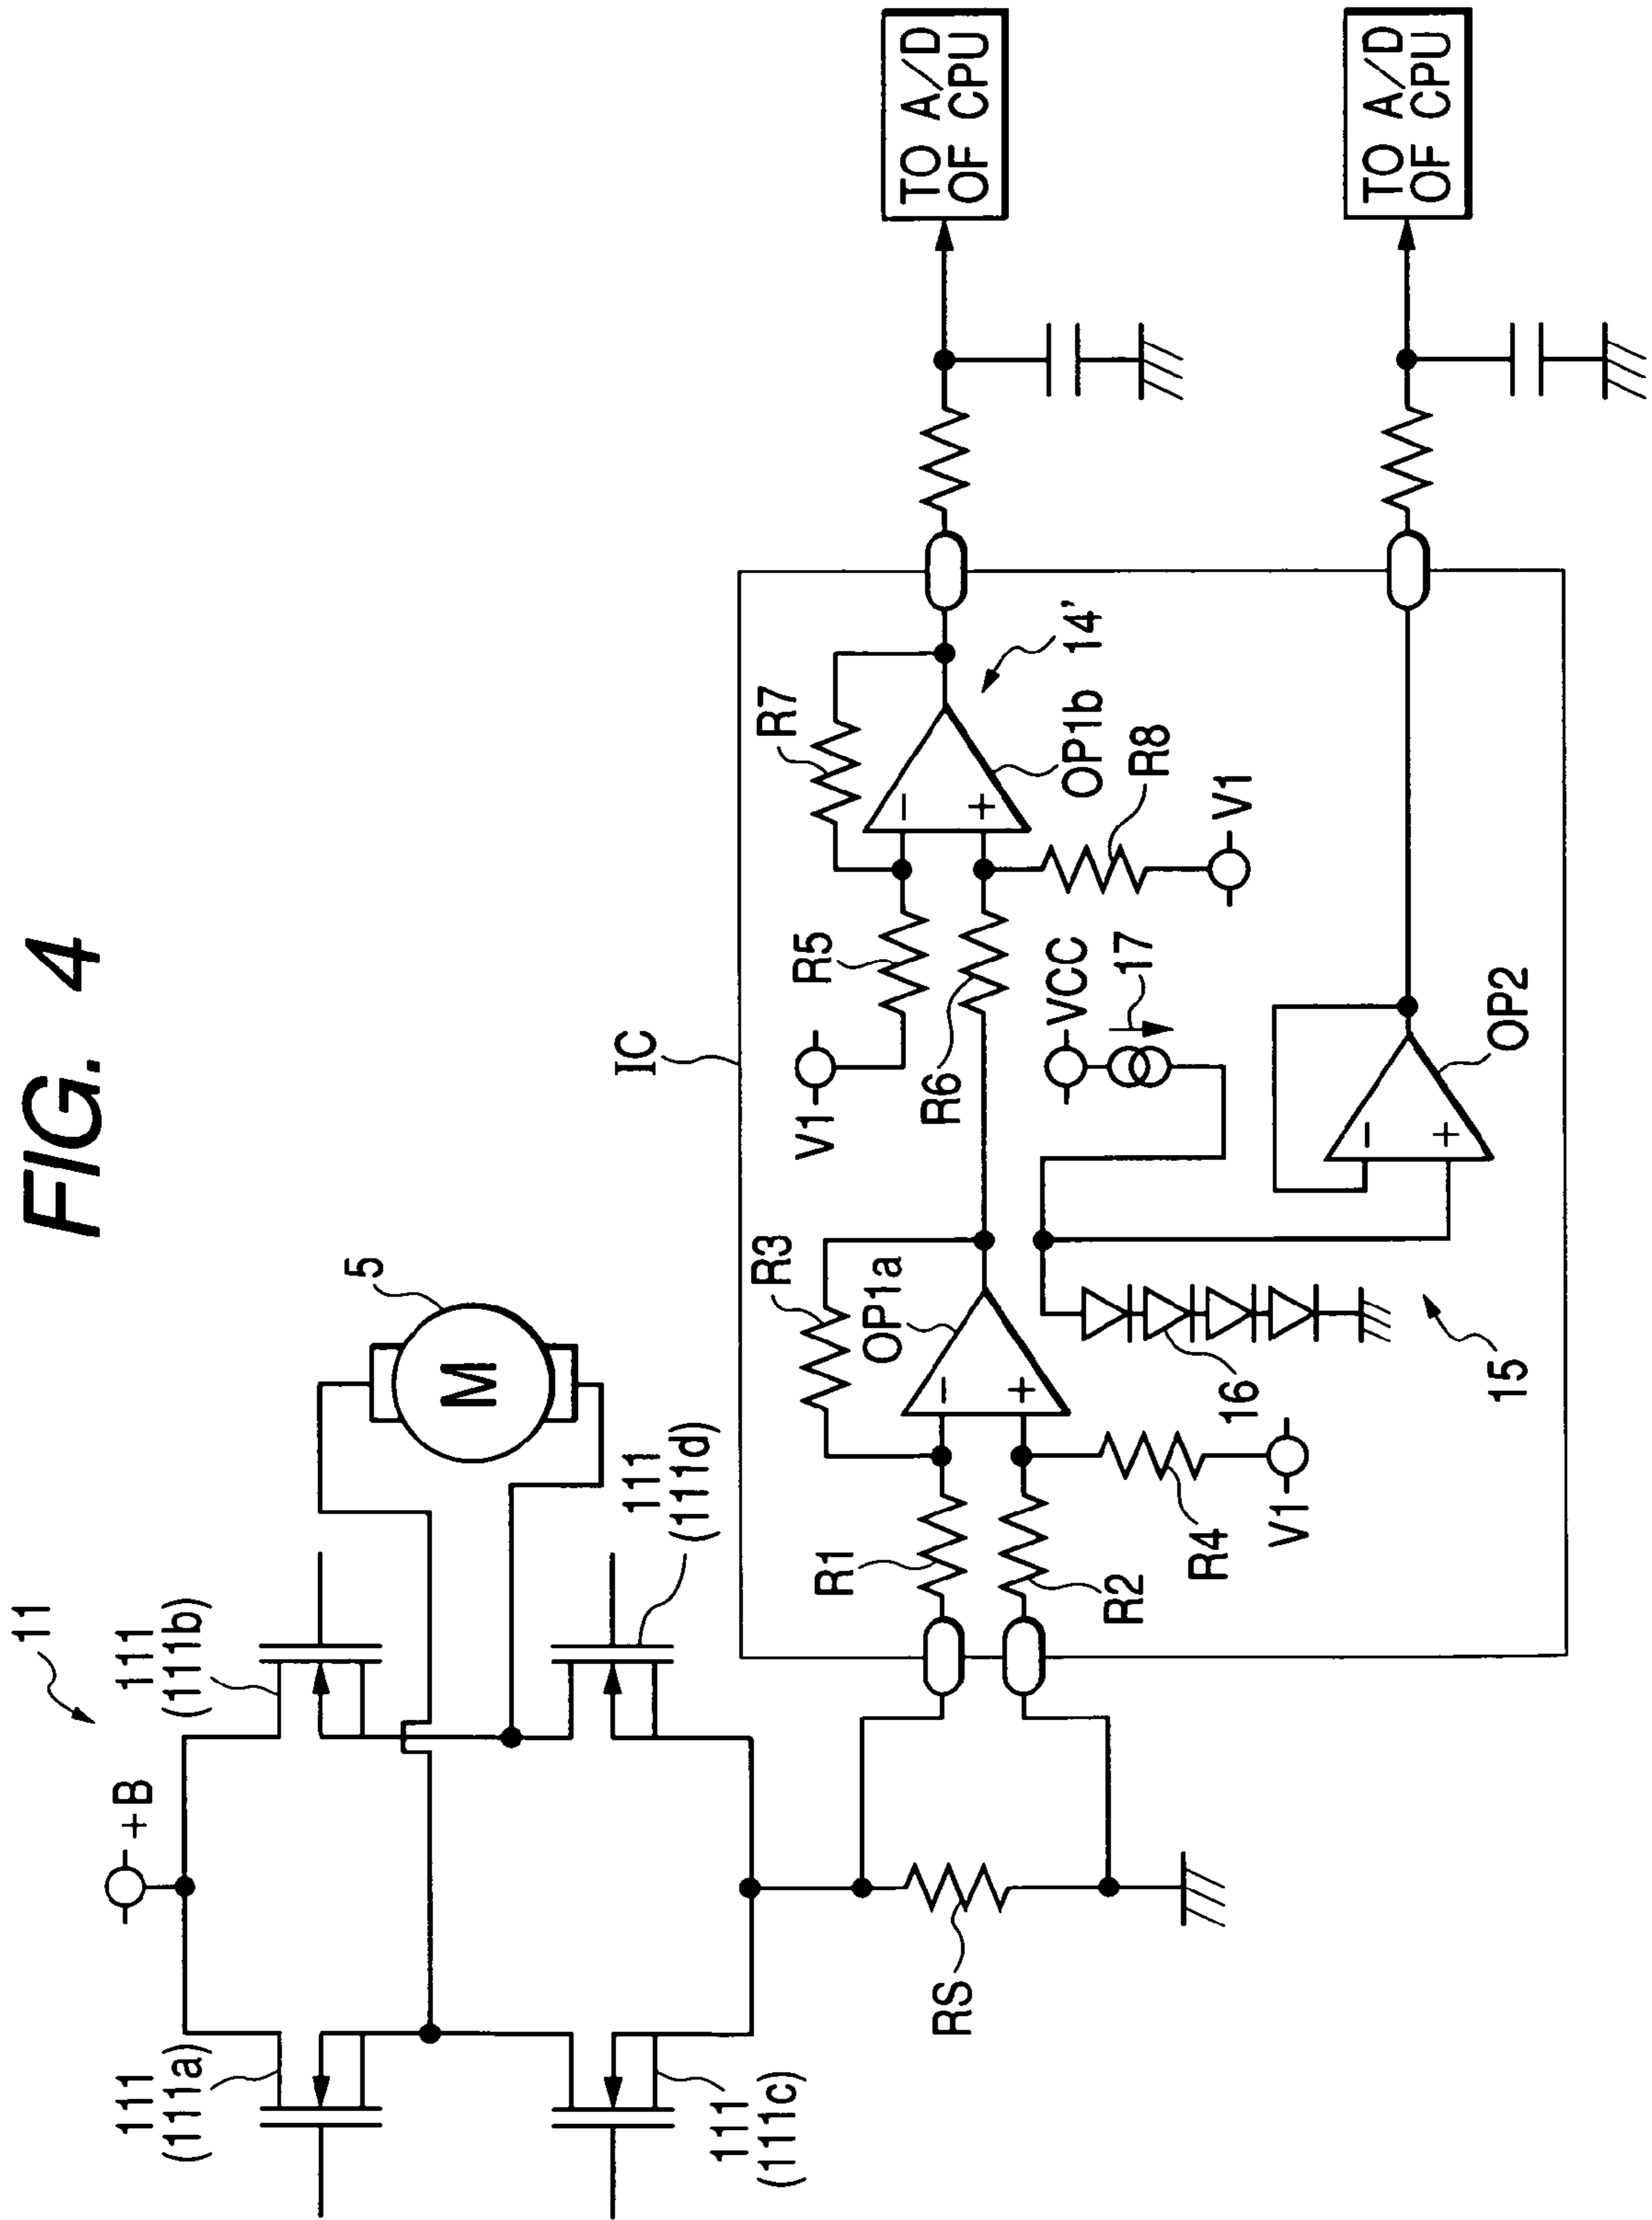 FIG. 4
11
+B
111
(111a)
111
(111b)
5
M
111
(111c)
111
(111d)
RS
IC
R1
R2
R3
OP1a
-
+
R4
V1
V1
R5
R6
R7
-
+
OP1b
14'
R8
V1
VCC
17
16
15
-
+
OP2
TO A/D
OF CPU
TO A/D
OF CPU